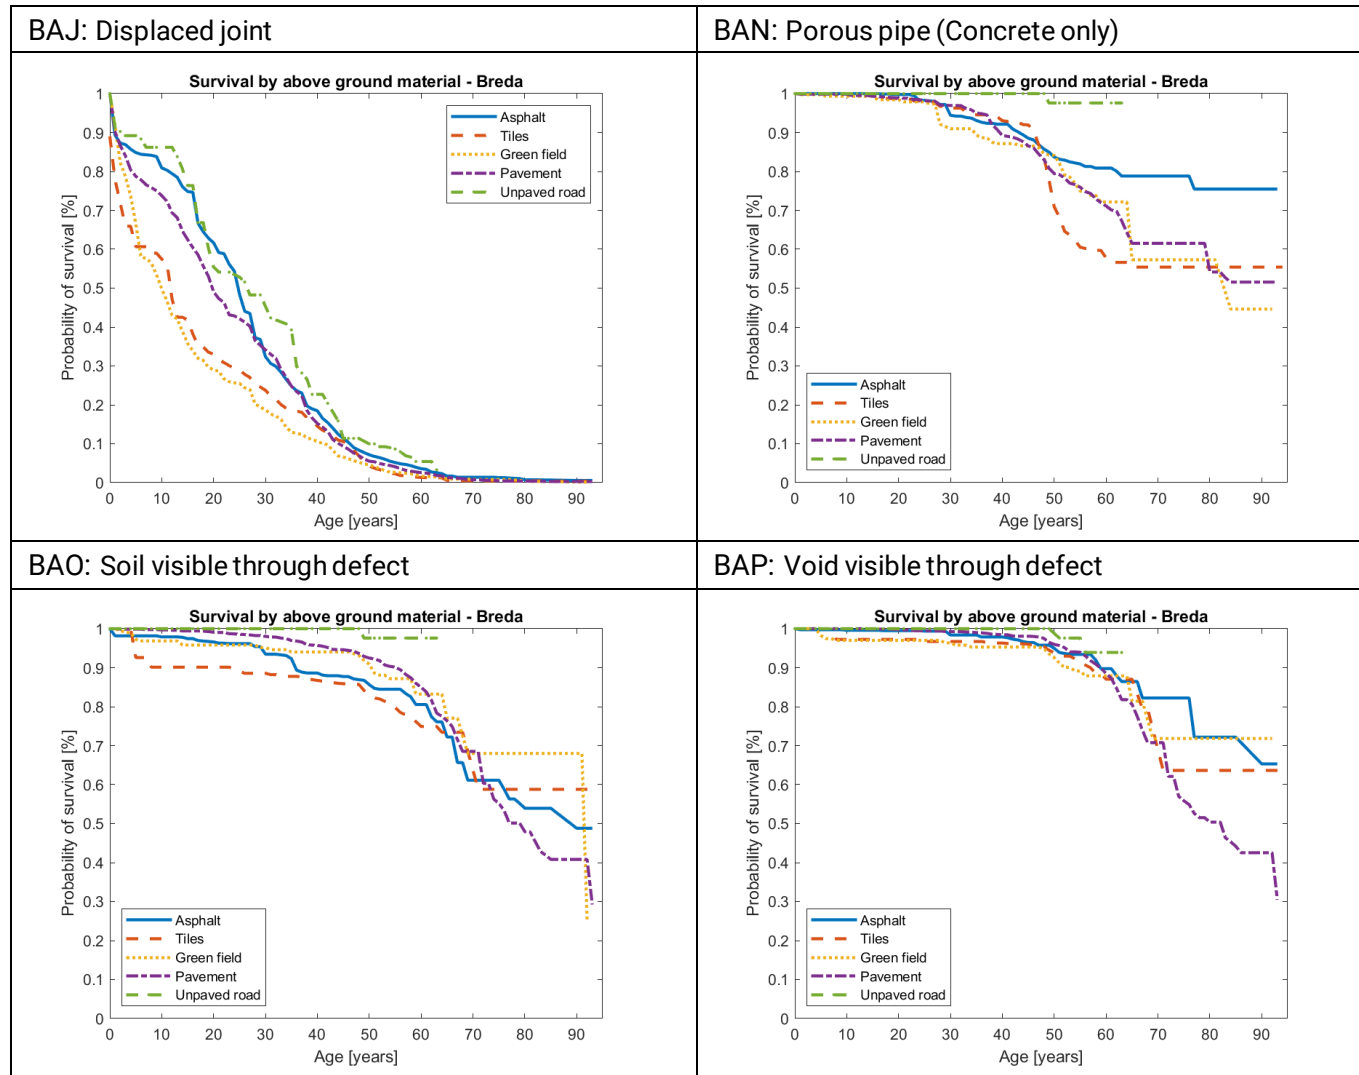 BAJ: Displaced joint
Survival by above ground material - Breda
Probability of survival [%]
1
0.9
0.8
0.7
0.6
0.5
0.4
0.3
0.2
0.1
0
Asphalt
Tiles
Green field
Pavement
Unpaved road
0 10 20 30 40 50 60 70 80 90
Age [years]
BAN: Porous pipe (Concrete only)
Survival by above ground material - Breda
Probability of survival [%]
1
0.9
0.8
0.7
0.6
0.5
0.4
0.3
0.2
0.1
0
Asphalt
Tiles
Green field
Pavement
Unpaved road
0 10 20 30 40 50 60 70 80 90
Age [years]
BAO: Soil visible through defect
Survival by above ground material - Breda
Probability of survival [%]
1
0.9
0.8
0.7
0.6
0.5
0.4
0.3
0.2
0.1
0
Asphalt
Tiles
Green field
Pavement
Unpaved road
0 10 20 30 40 50 60 70 80 90
Age [years]
BAP: Void visible through defect
Survival by above ground material - Breda
Probability of survival [%]
1
0.9
0.8
0.7
0.6
0.5
0.4
0.3
0.2
0.1
0
Asphalt
Tiles
Green field
Pavement
Unpaved road
0 10 20 30 40 50 60 70 80 90
Age [years]